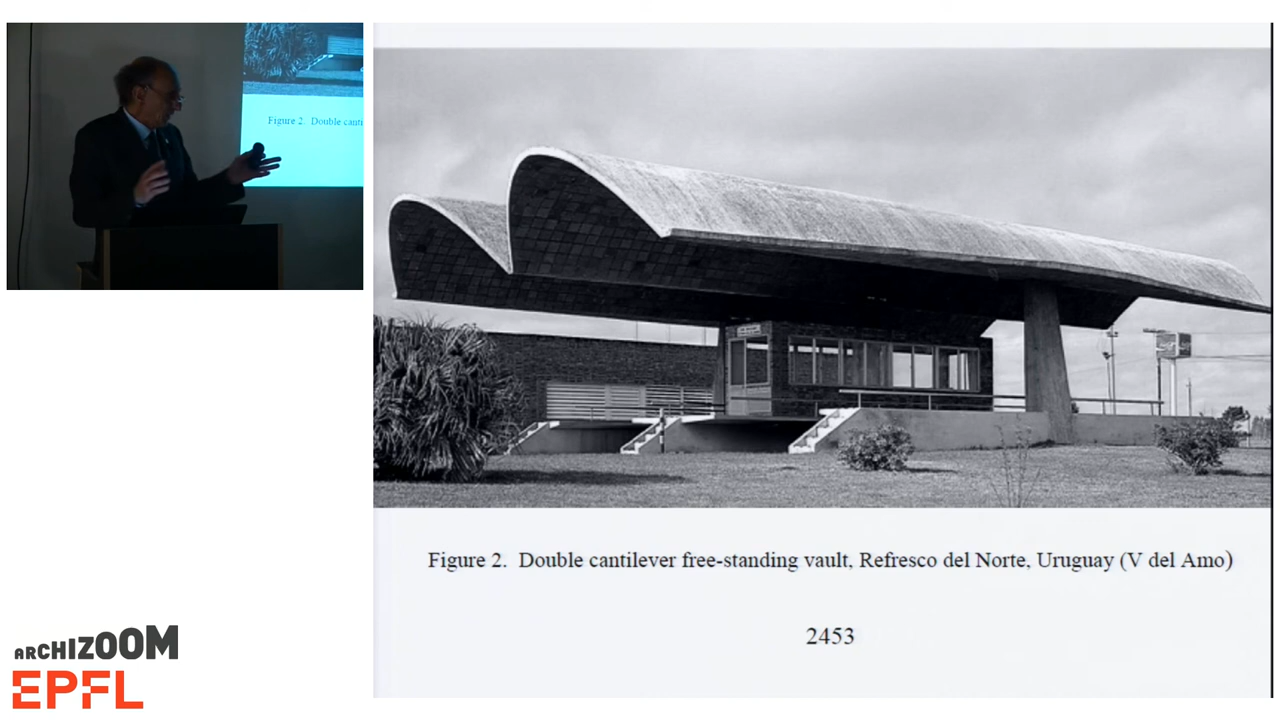 Figure 2. Double canti
Figure 2. Double cantilever free-standing vault, Refresco del Norte, Uruguay (V del Amo)
2453
ARCHIZOOM
EPFL